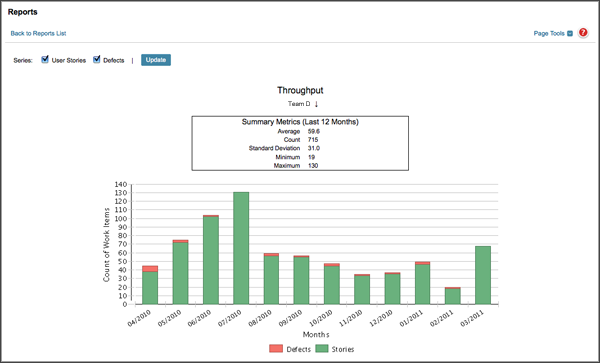 Reports
Back to Reports List
Page Tools
?
Series: User Stories Defects | Update
Throughput
Team D ↓
Summary Metrics (Last 12 Months)
Average 59.6
Count 715
Standard Deviation 31.0
Minimum 19
Maximum 130
140
130
120
110
100
90
80
70
60
50
40
30
20
10
0
Count of Work Items
04/2010 05/2010 06/2010 07/2010 08/2010 09/2010 10/2010 11/2010 12/2010 01/2011 02/2011 03/2011
Months
Defects Stories